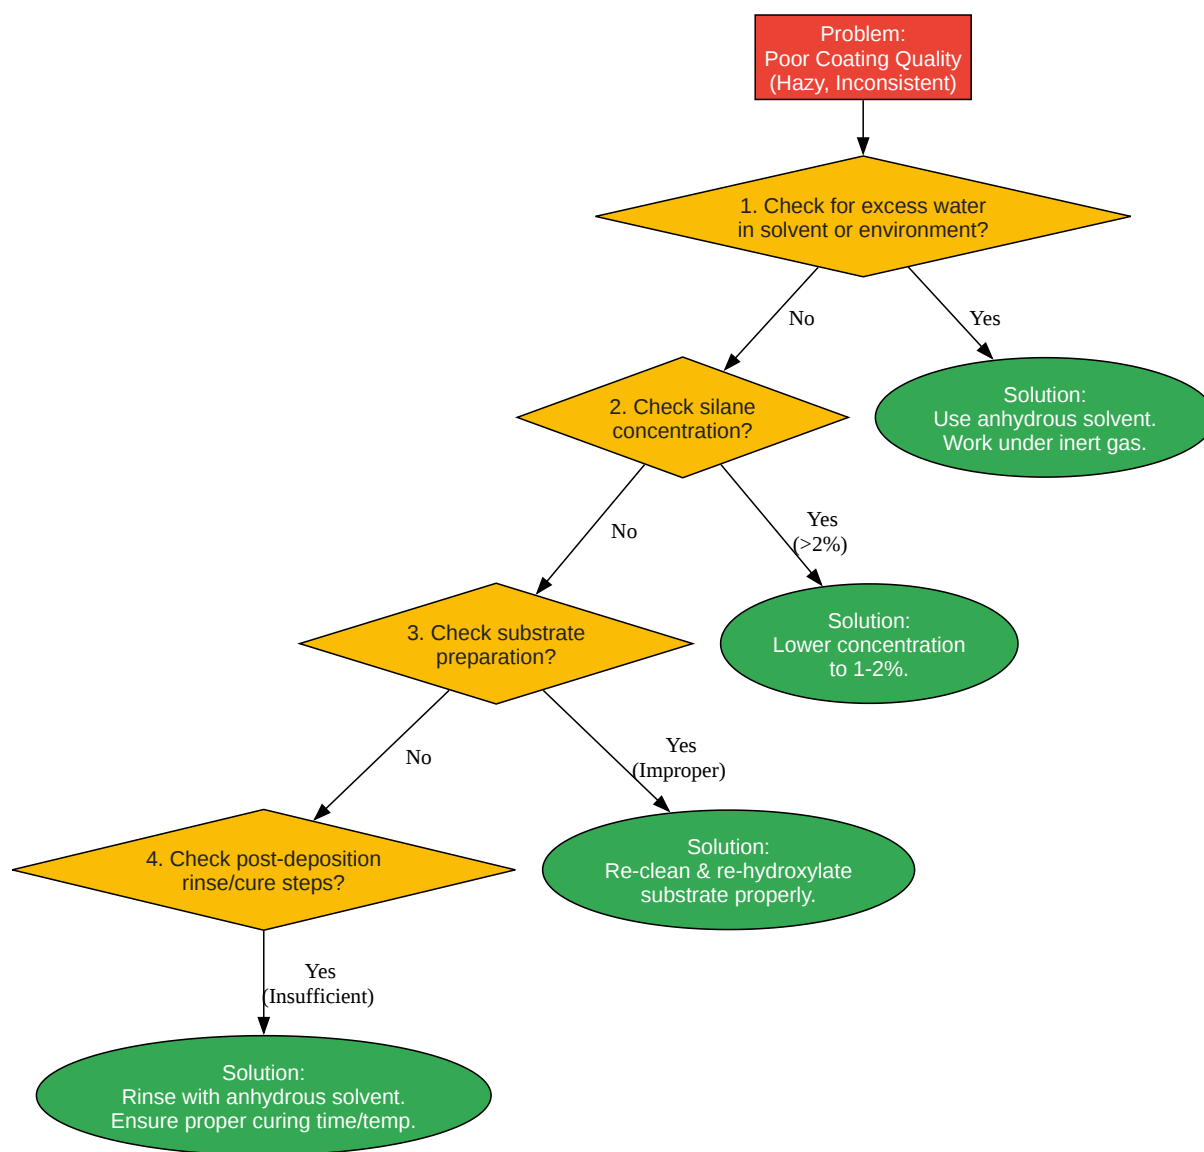 Problem:
Poor Coating Quality
(Hazy, Inconsistent)
1. Check for excess water
in solvent or environment?
No
Yes
2. Check silane
concentration?
Solution:
Use anhydrous solvent.
Work under inert gas.
No
Yes
(>2%)
3. Check substrate
preparation?
Solution:
Lower concentration
to 1-2%.
No
Yes
(Improper)
4. Check post-deposition
rinse/cure steps?
Solution:
Re-clean & re-hydroxylate
substrate properly.
Yes
(Insufficient)
Solution:
Rinse with anhydrous solvent.
Ensure proper curing time/temp.